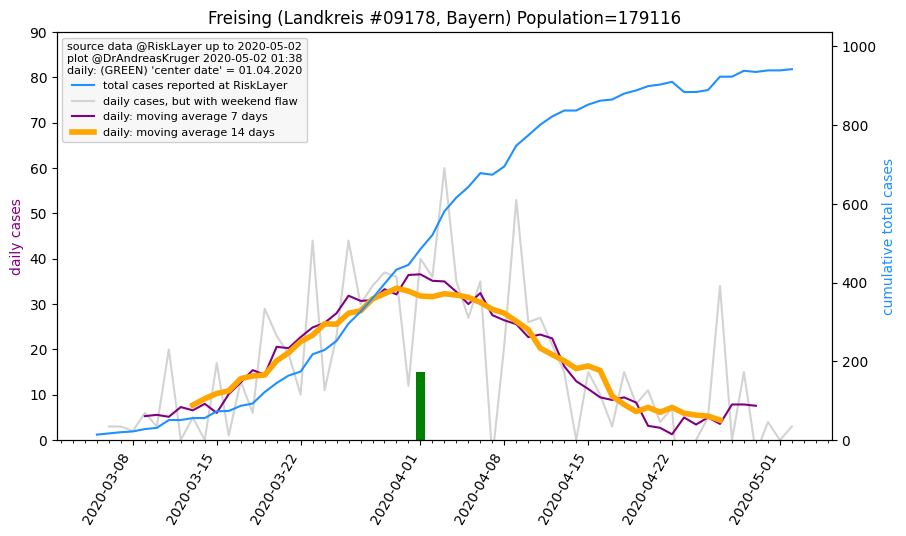 Freising (Landkreis #09178, Bayern) Population=179116
source data @RiskLayer up to 2020-05-02
plot @DrAndreasKruger 2020-05-02 01:38
daily: (GREEN) 'center date' = 01.04.2020
total cases reported at RiskLayer
daily cases, but with weekend flaw
daily: moving average 7 days
daily: moving average 14 days
daily cases
90
80
70
60
50
40
30
20
10
0
1000
800
600
400
200
0
cumulative total cases
2020-03-08
2020-03-15
2020-03-22
2020-04-01
2020-04-08
2020-04-15
2020-04-22
2020-05-01